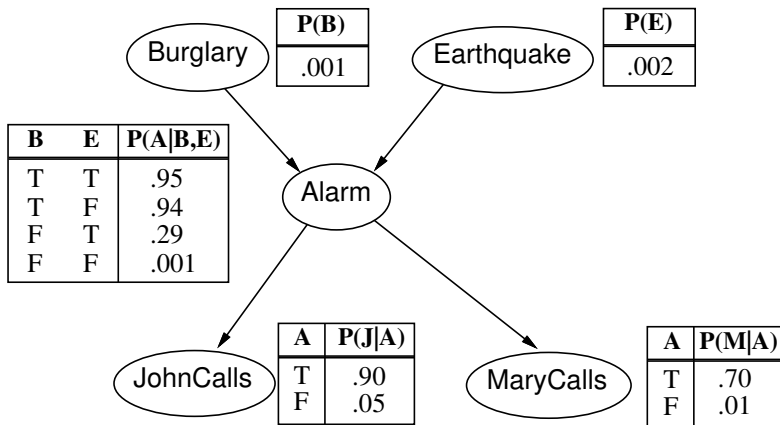 Burglary
P(B)
.001
Earthquake
P(E)
.002
B E P(A|B,E)
T T .95
T F .94
F T .29
F F .001
Alarm
JohnCalls
A P(J|A)
T .90
F .05
MaryCalls
A P(M|A)
T .70
F .01